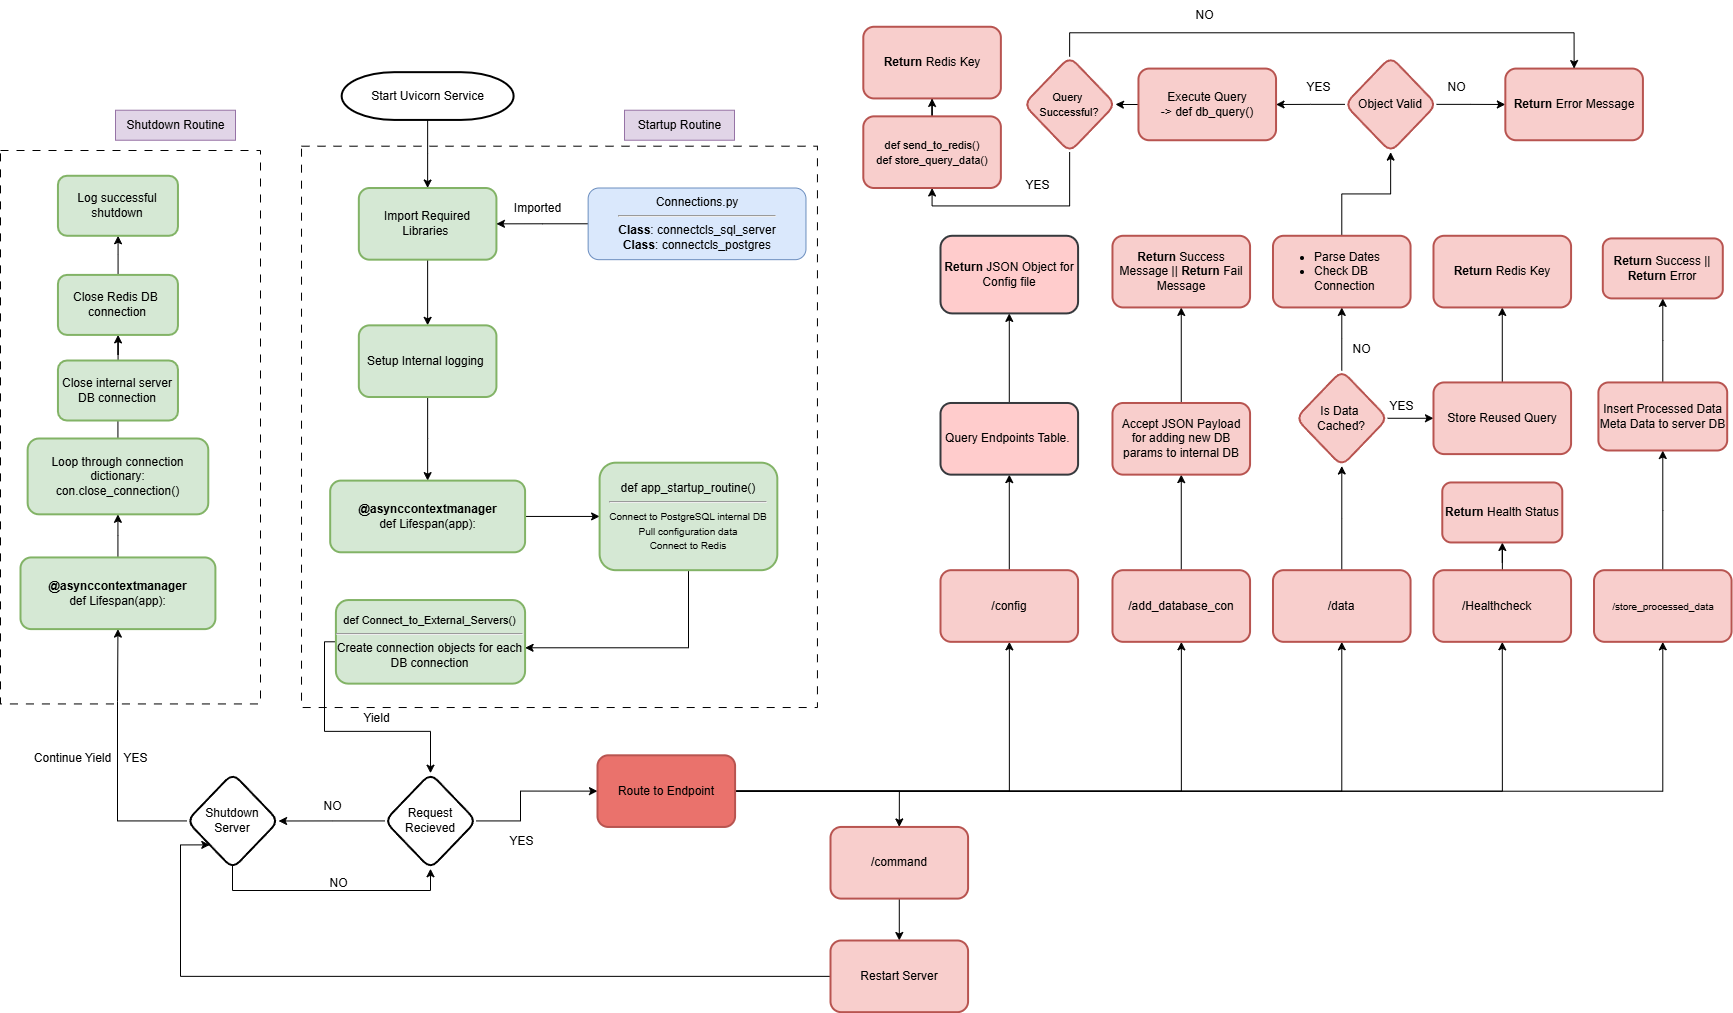 Shutdown Routine
Log successful
shutdown
Close Redis DB
connection
Close internal server
DB connection
Loop through connection
dictionary:
con.close_connection()
@asynccontextmanager
def Lifespan(app):
Continue Yield
YES
Start Uvicorn Service
Startup Routine
Import Required
Libraries
Imported
Connections.py
Class: connectcls_sql_server
Class: connectcls_postgres
Setup Internal logging
@asynccontextmanager
def Lifespan(app):
def app_startup_routine()
Connect to PostgreSQL internal DB
Pull configuration data
Connect to Redis
def Connect_to_External_Servers()
Create connection objects for each
DB connection
Yield
Shutdown
Server
NO
Request
Recieved
NO
YES
Route to Endpoint
/command
Restart Server
NO
Return Redis Key
def send_to_redis()
def store_query_data()
YES
Query
Successful?
Execute Query
-> def db_query()
YES
Object Valid
NO
Return Error Message
Return JSON Object for
Config file
Query Endpoints Table.
/config
Return Success
Message || Return Fail
Message
Accept JSON Payload
for adding new DB
params to internal DB
/add_database_con
• Parse Dates
• Check DB
Connection
NO
Is Data
Cached?
YES
/data
Return Redis Key
Store Reused Query
Return Health Status
/Healthcheck
Return Success ||
Return Error
Insert Processed Data
Meta Data to server DB
/store_processed_data